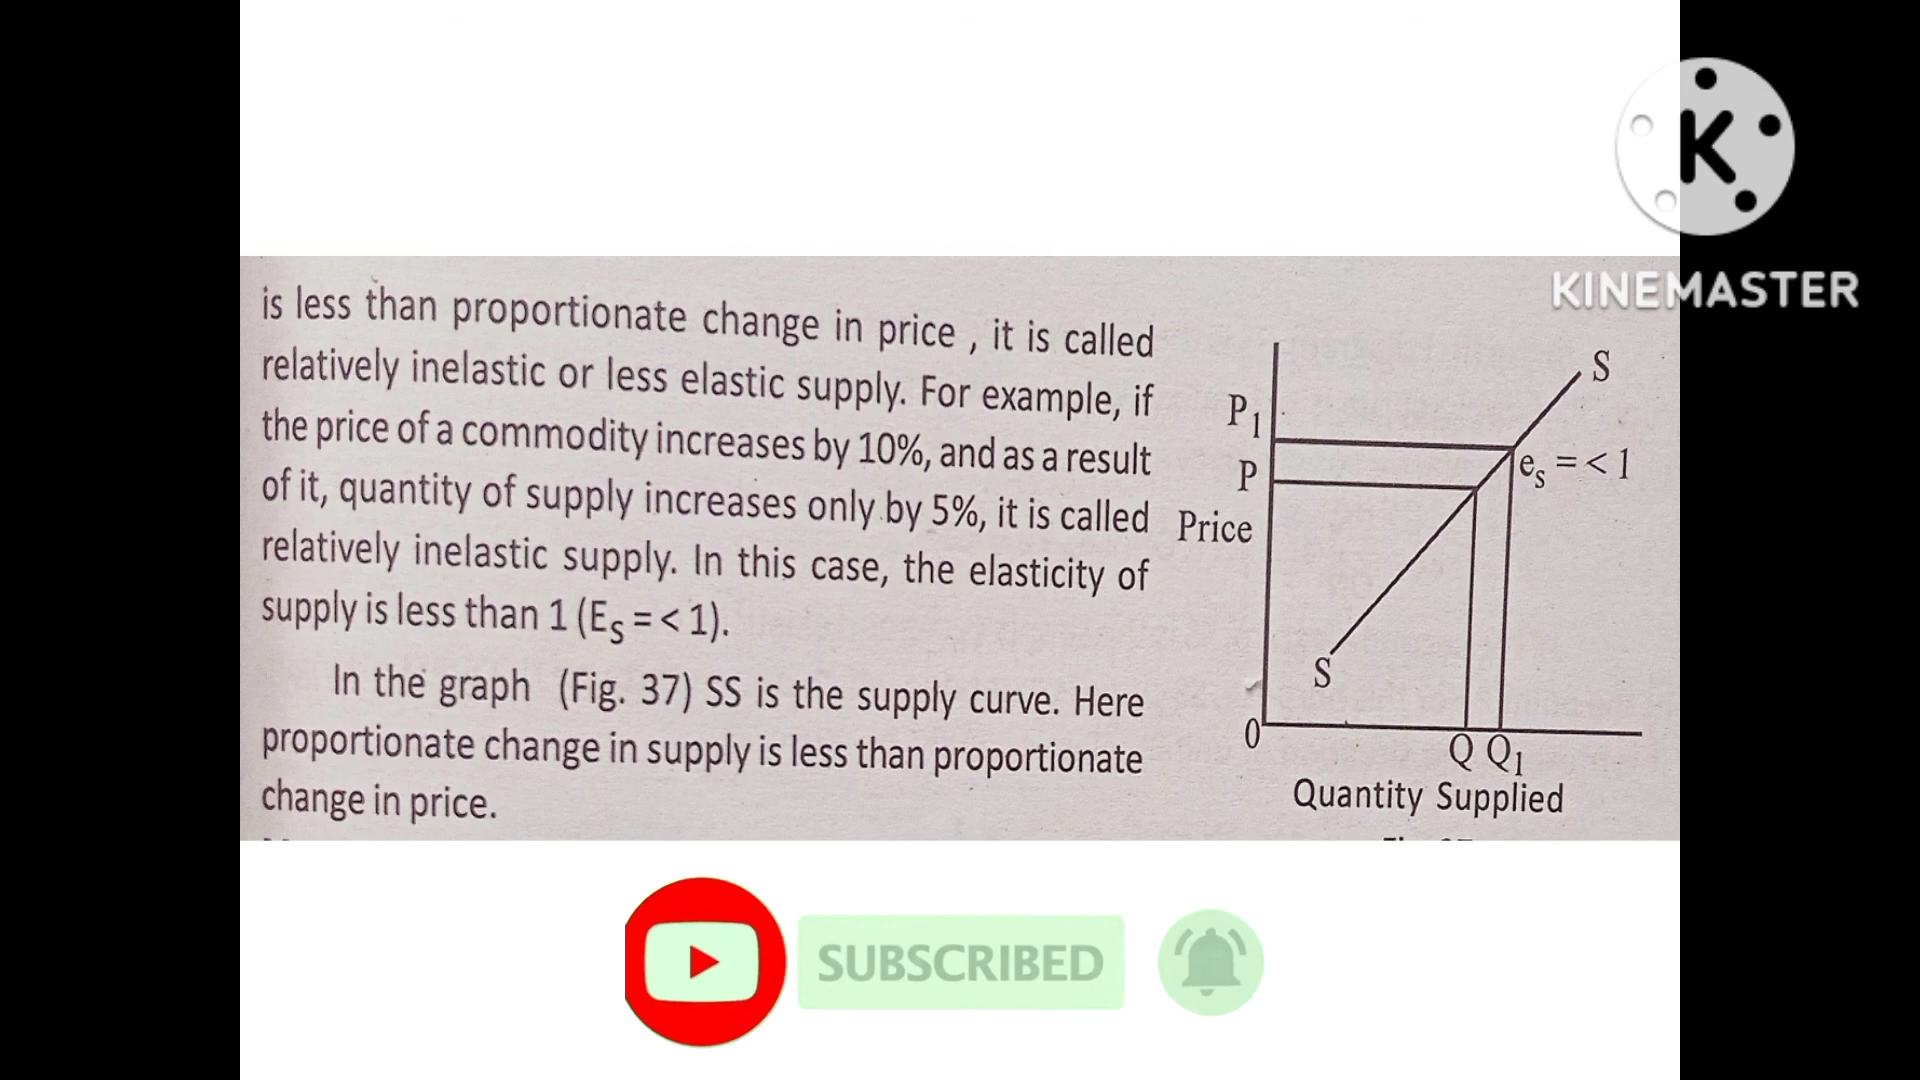 K
KINEMASTER
is less than proportionate change in price , it is called
relatively inelastic or less elastic supply. For example, if
the price of a commodity increases by 10%, and as a result
of it, quantity of supply increases only by 5%, it is called
relatively inelastic supply. In this case, the elasticity of
supply is less than 1 (Es = < 1).
In the graph (Fig. 37) SS is the supply curve. Here
proportionate change in supply is less than proportionate
change in price.
S
P1
es = < 1
P
Price
S
0
Q Q1
Quantity Supplied
SUBSCRIBED